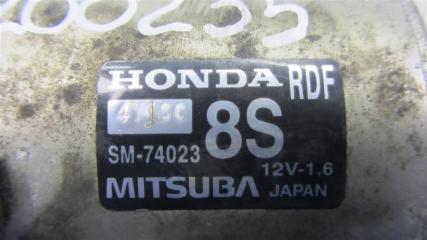 HONDA RDF
8S
SM-74023
12V-1.6
MITSUBA JAPAN